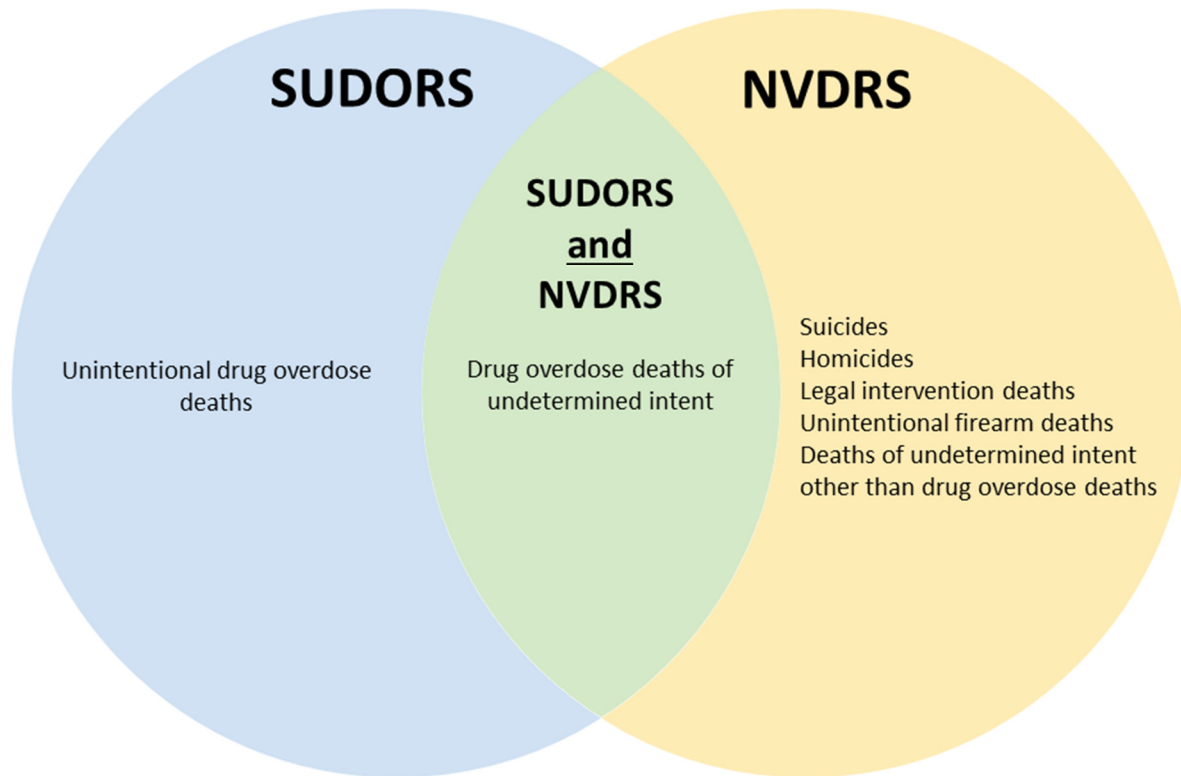 SUDORS
NVDRS
SUDORS
and
NVDRS
Unintentional drug overdose
deaths
Drug overdose deaths of
undetermined intent
Suicides
Homicides
Legal intervention deaths
Unintentional firearm deaths
Deaths of undetermined intent
other than drug overdose deaths